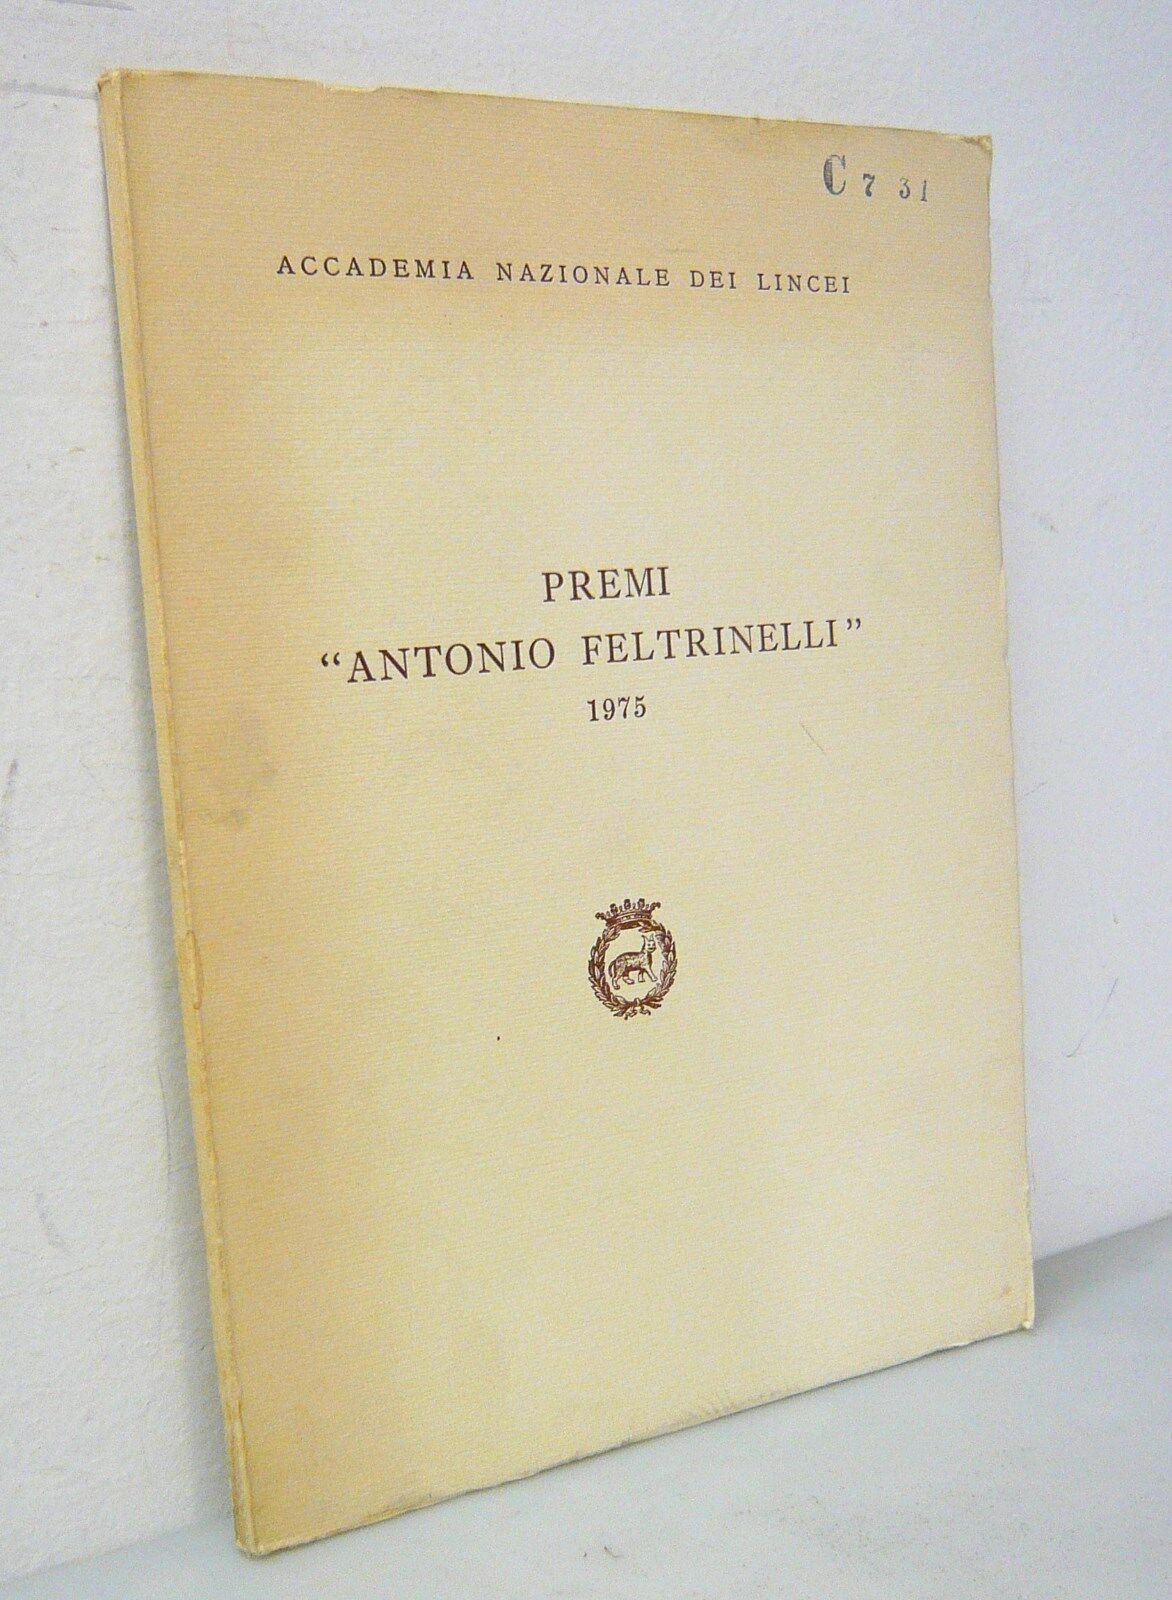 C 7 31
ACCADEMIA NAZIONALE DEI LINCEI
PREMI
“ANTONIO FELTRINELLI”
1975